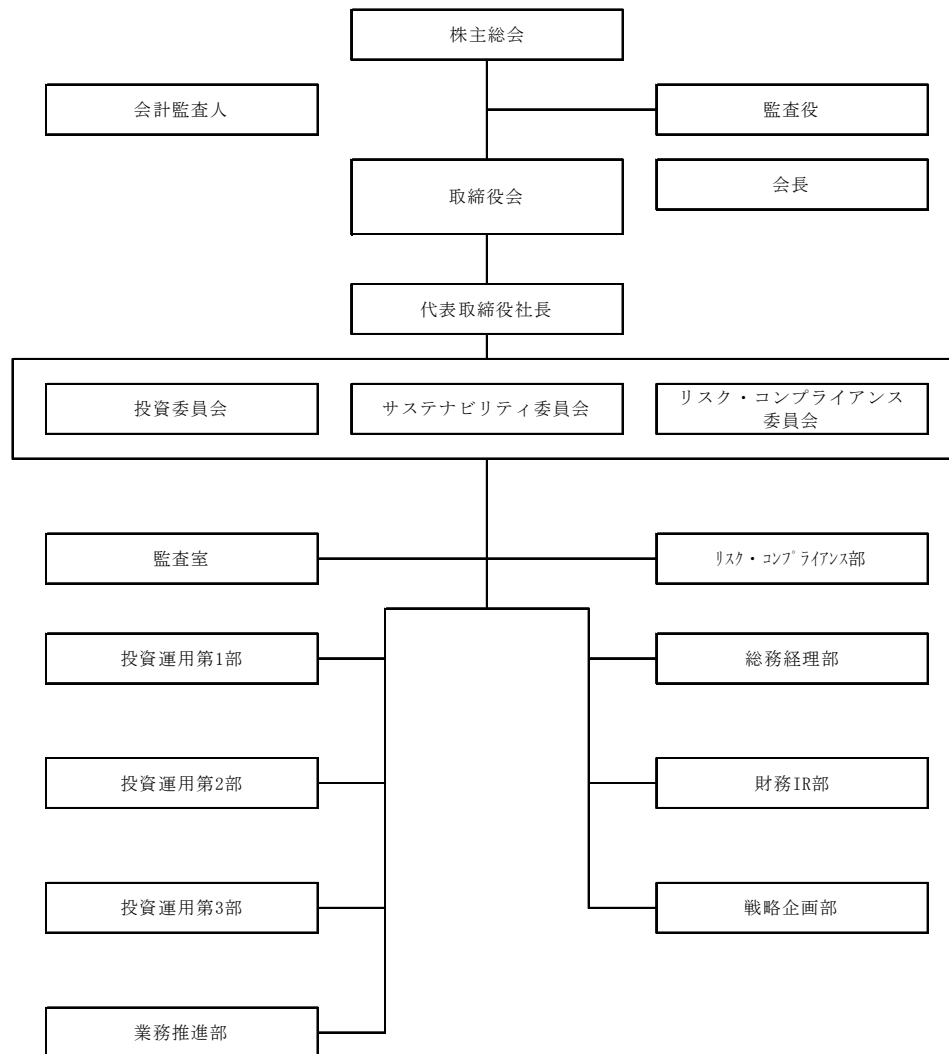 株主総会
会計監査人
監査役
取締役会
会長
代表取締役社長
投資委員会
サステナビリティ委員会
リスク・コンプライアンス
委員会
監査室
ﾘｽｸ・ｺﾝﾌﾟﾗｲｱﾝｽ部
投資運用第1部
総務経理部
投資運用第2部
財務IR部
投資運用第3部
戦略企画部
業務推進部